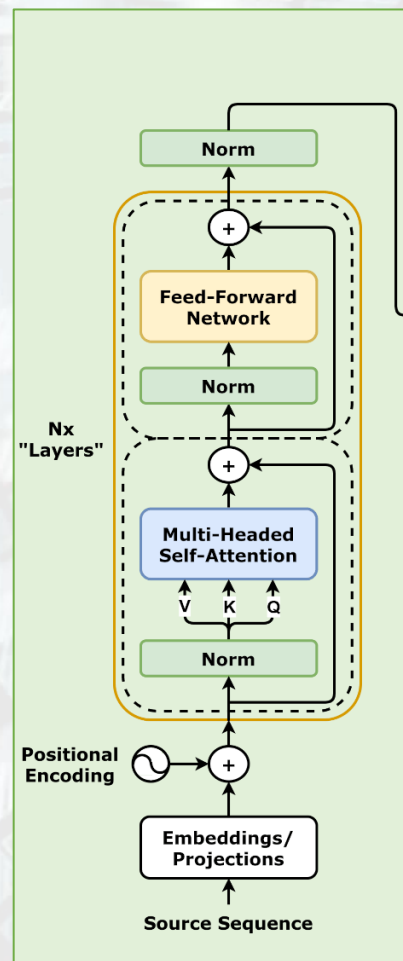 Norm
+
Feed-Forward
Network
Norm
Nx
"Layers"
+
Multi-Headed
Self-Attention
V K Q
Norm
Positional
Encoding
+
Embeddings/
Projections
Source Sequence